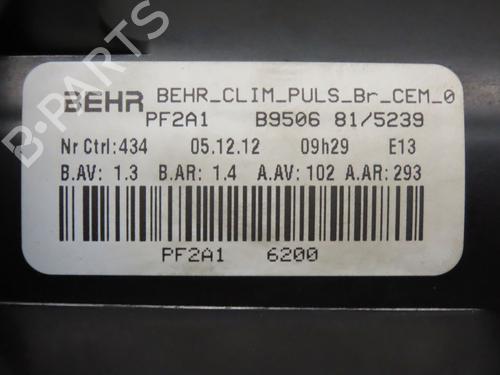 B-PARTS
BEHR BEHR_CLIM_PULS_Br_CEM_0
PF2A1 B9506 81/5239
Nr Ctrl:434 05.12.12 09h29 E13
B.AV: 1.3 B.AR: 1.4 A.AV:102 A.AR:293
PF2A1 6200